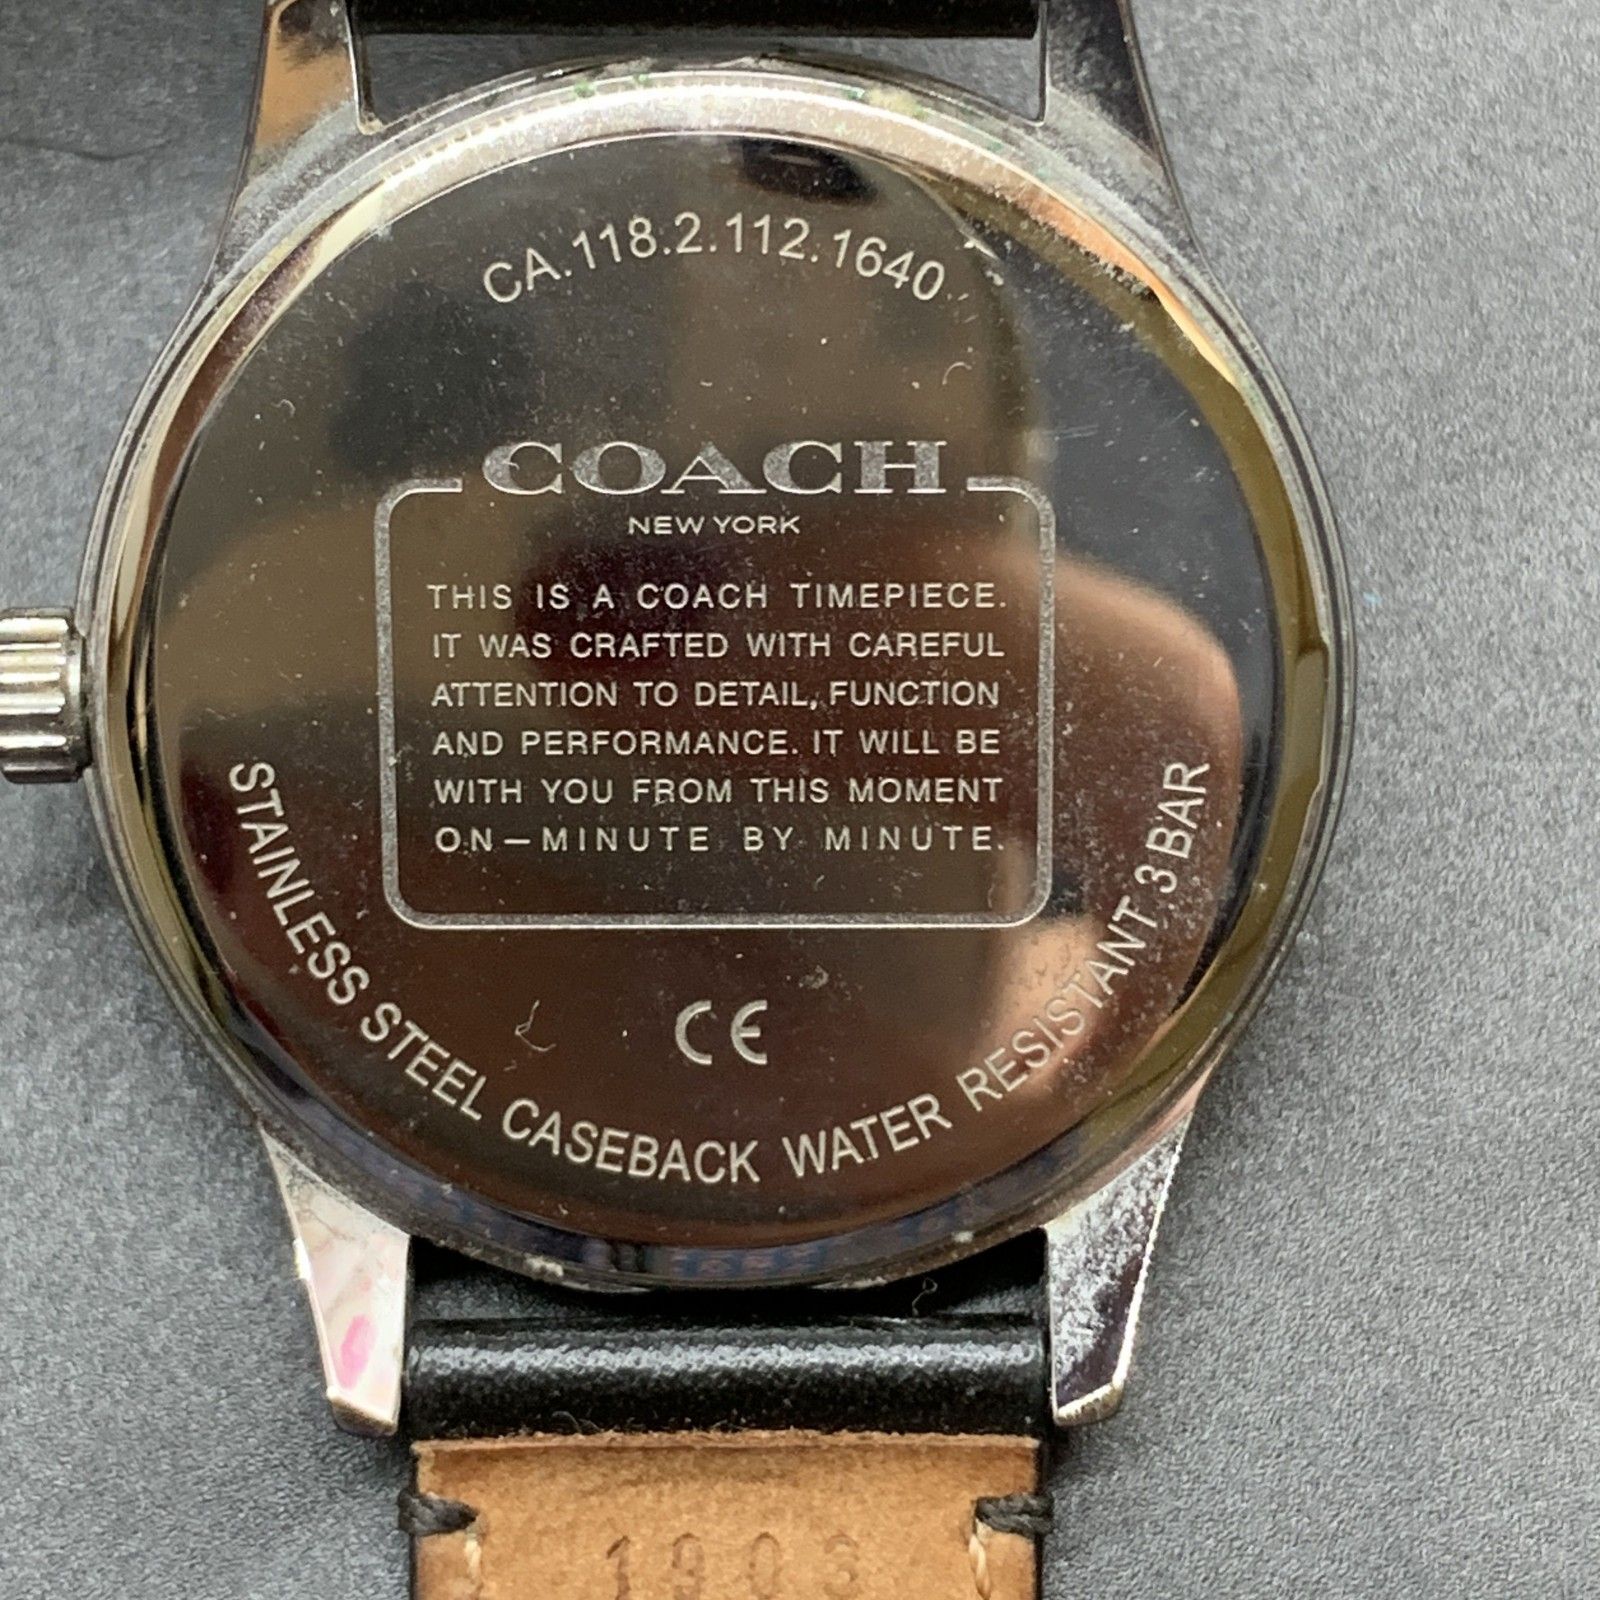 CA.118.2.112.1640
COACH
NEW YORK
THIS IS A COACH TIMEPIECE.
IT WAS CRAFTED WITH CAREFUL
ATTENTION TO DETAIL, FUNCTION
AND PERFORMANCE. IT WILL BE
WITH YOU FROM THIS MOMENT
ON—MINUTE BY MINUTE.
CE
STAINLESS STEEL CASEBACK WATER RESISTANT 3 BAR
1903